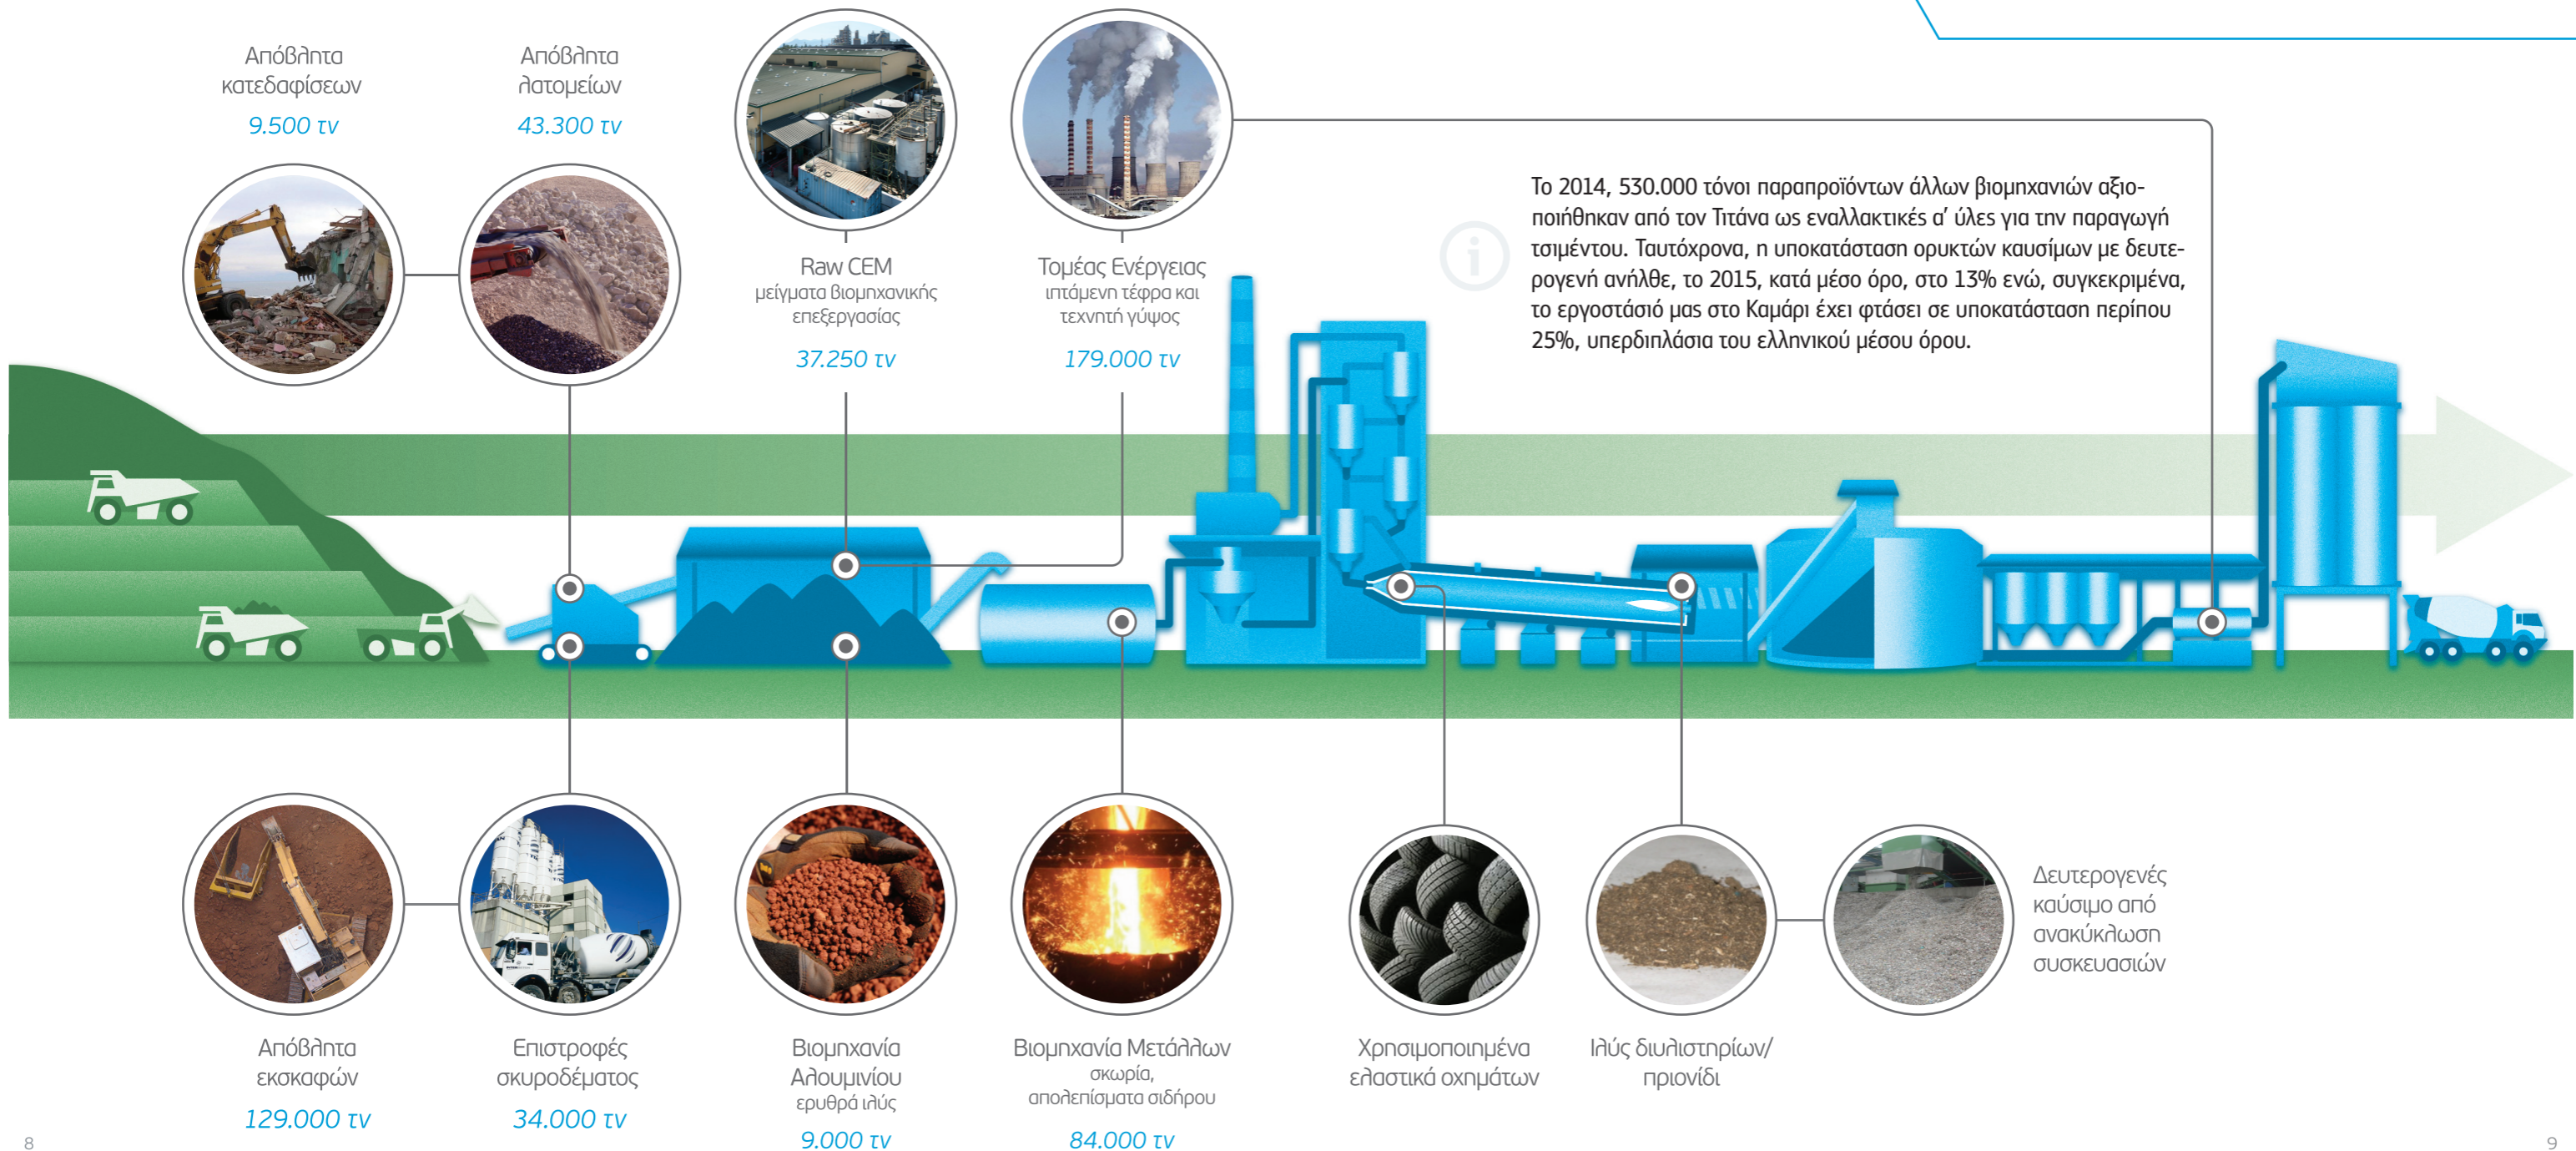 Απόβλητα
κατεδαφίσεων
9.500 τν
Απόβλητα
λατομείων
43.300 τν
Raw CEM
μείγματα βιομηχανικής
επεξεργασίας
37.250 τν
Τομέας Ενέργειας
ιπτάμενη τέφρα και
τεχνητή γύψος
179.000 τν
Το 2014, 530.000 τόνοι παραπροϊόντων άλλων βιομηχανιών αξιο-
ποιήθηκαν από τον Τιτάνα ως εναλλακτικές α' ύλες για την παραγωγή
τσιμέντου. Ταυτόχρονα, η υποκατάσταση ορυκτών καυσίμων με δευτε-
ρογενή ανήλθε, το 2015, κατά μέσο όρο, στο 13% ενώ, συγκεκριμένα,
το εργοστάσιό μας στο Καμάρι έχει φτάσει σε υποκατάσταση περίπου
25%, υπερδιπλάσια του ελληνικού μέσου όρου.
Απόβλητα
εκσκαφών
129.000 τν
Επιστροφές
σκυροδέματος
34.000 τν
Βιομηχανία
Αλουμινίου
ερυθρά ιλύς
9.000 τν
Βιομηχανία Μετάλλων
σκωρία,
απολεπίσματα σιδήρου
84.000 τν
Χρησιμοποιημένα
ελαστικά οχημάτων
Ιλύς διυλιστηρίων/
πριονίδι
Δευτερογενές
καύσιμο από
ανακύκλωση
συσκευασιών
8
9